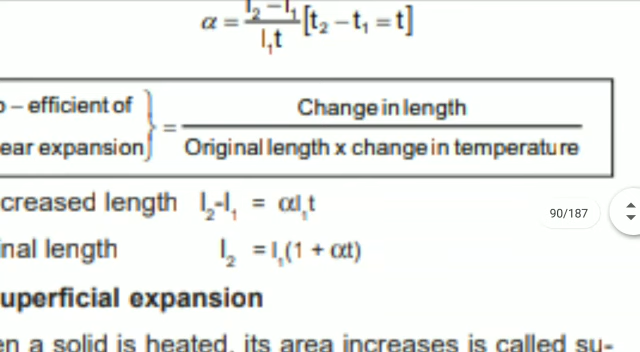 α = l₂ – l₁ / l₁t [t₂ – t₁ = t]
– efficient of } = Change in length / Original length x change in temperature
ear expansion
creased length l₂-l₁ = αl₁t
90/187
nal length l₂ = l₁(1 + αt)
uperficial expansion
en a solid is heated, its area increases is called su-